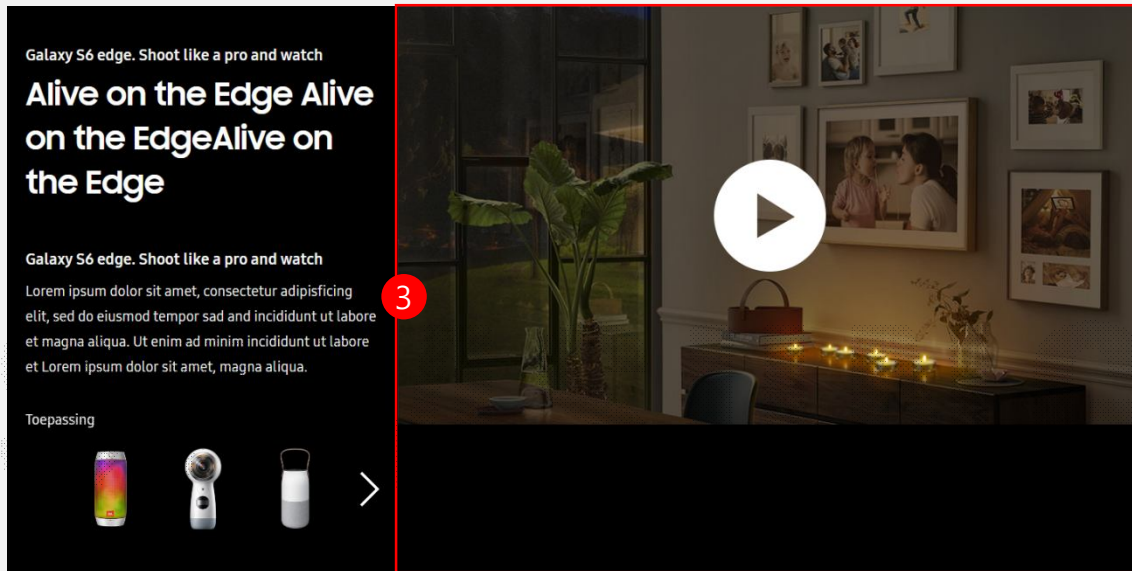 Galaxy S6 edge. Shoot like a pro and watch
Alive on the Edge Alive
on the EdgeAlive on
the Edge
Galaxy S6 edge. Shoot like a pro and watch
Lorem ipsum dolor sit amet, consectetur adipisficing
elit, sed do eiusmod tempor sad and incididunt ut labore
et magna aliqua. Ut enim ad minim incididunt ut labore
et Lorem ipsum dolor sit amet, magna aliqua.
Toepassing
3